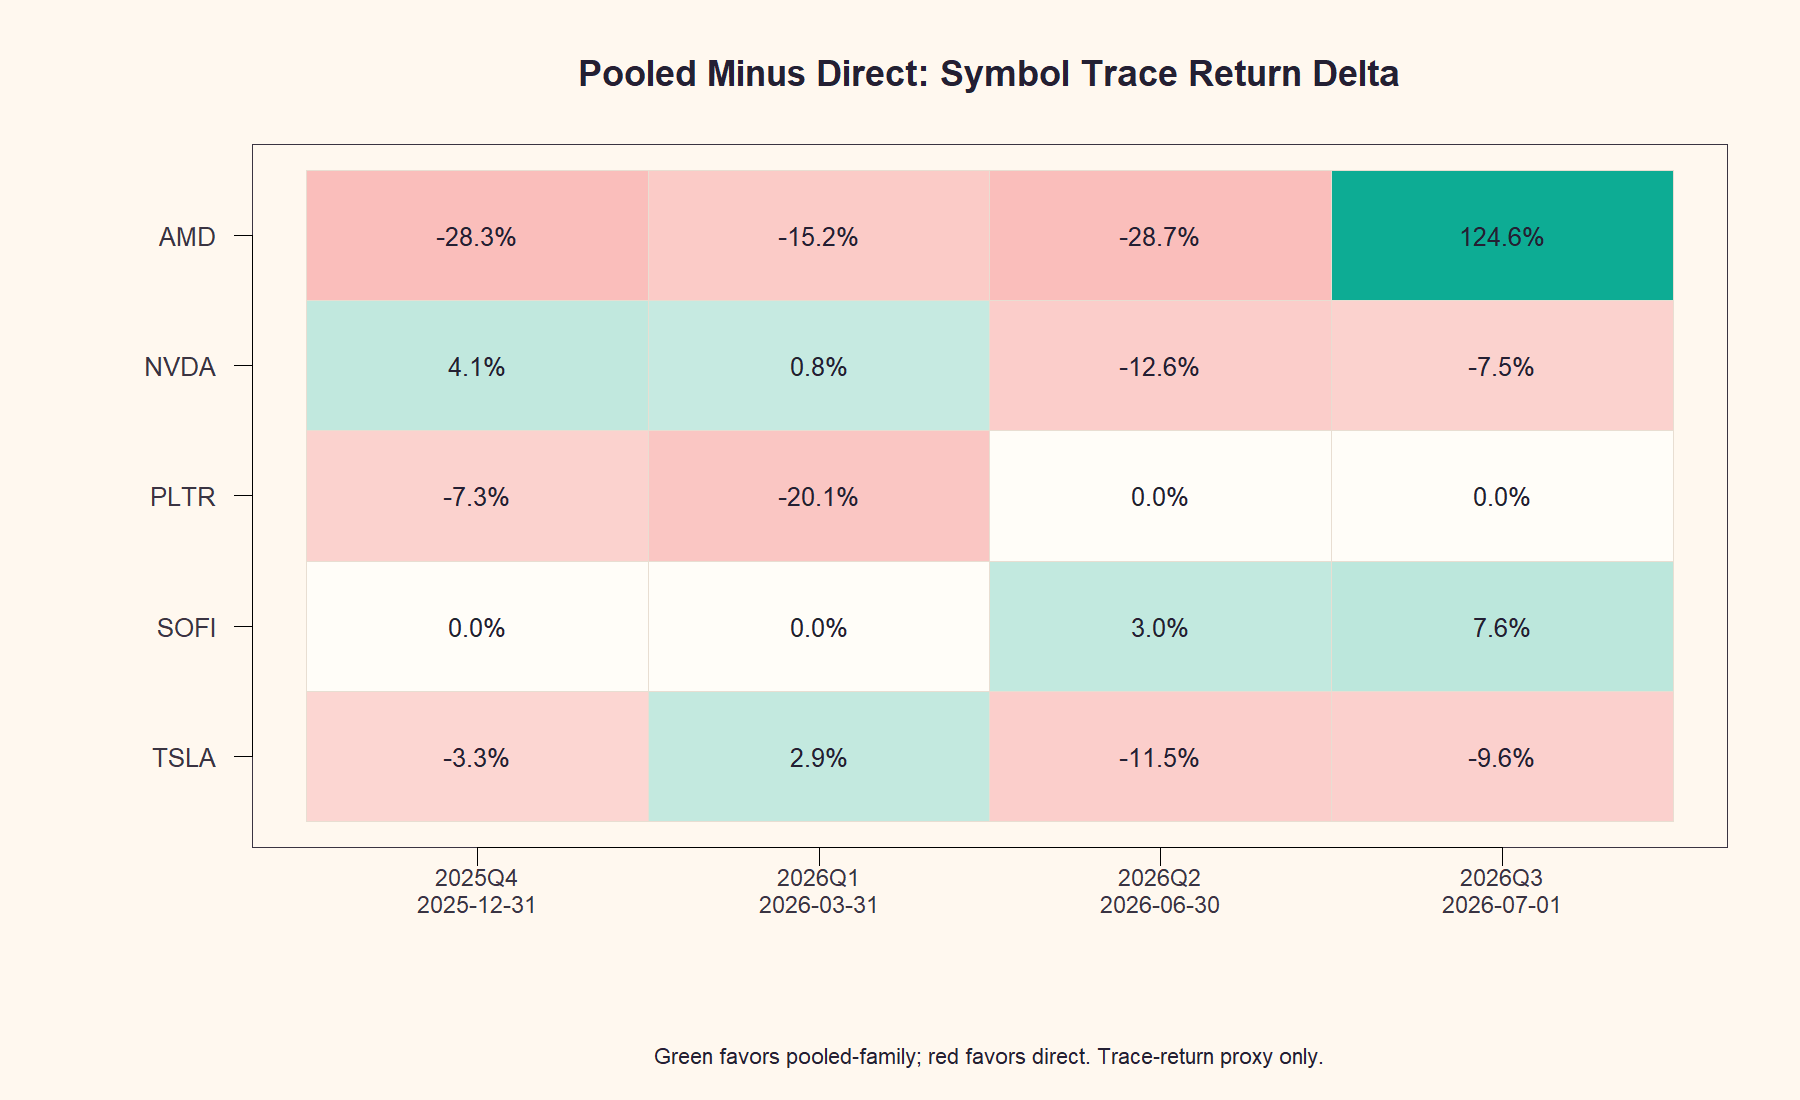 Pooled Minus Direct: Symbol Trace Return Delta
AMD -28.3% -15.2% -28.7% 124.6%
NVDA 4.1% 0.8% -12.6% -7.5%
PLTR -7.3% -20.1% 0.0% 0.0%
SOFI 0.0% 0.0% 3.0% 7.6%
TSLA -3.3% 2.9% -11.5% -9.6%
2025Q4 2026Q1 2026Q2 2026Q3
2025-12-31 2026-03-31 2026-06-30 2026-07-01
Green favors pooled-family; red favors direct. Trace-return proxy only.